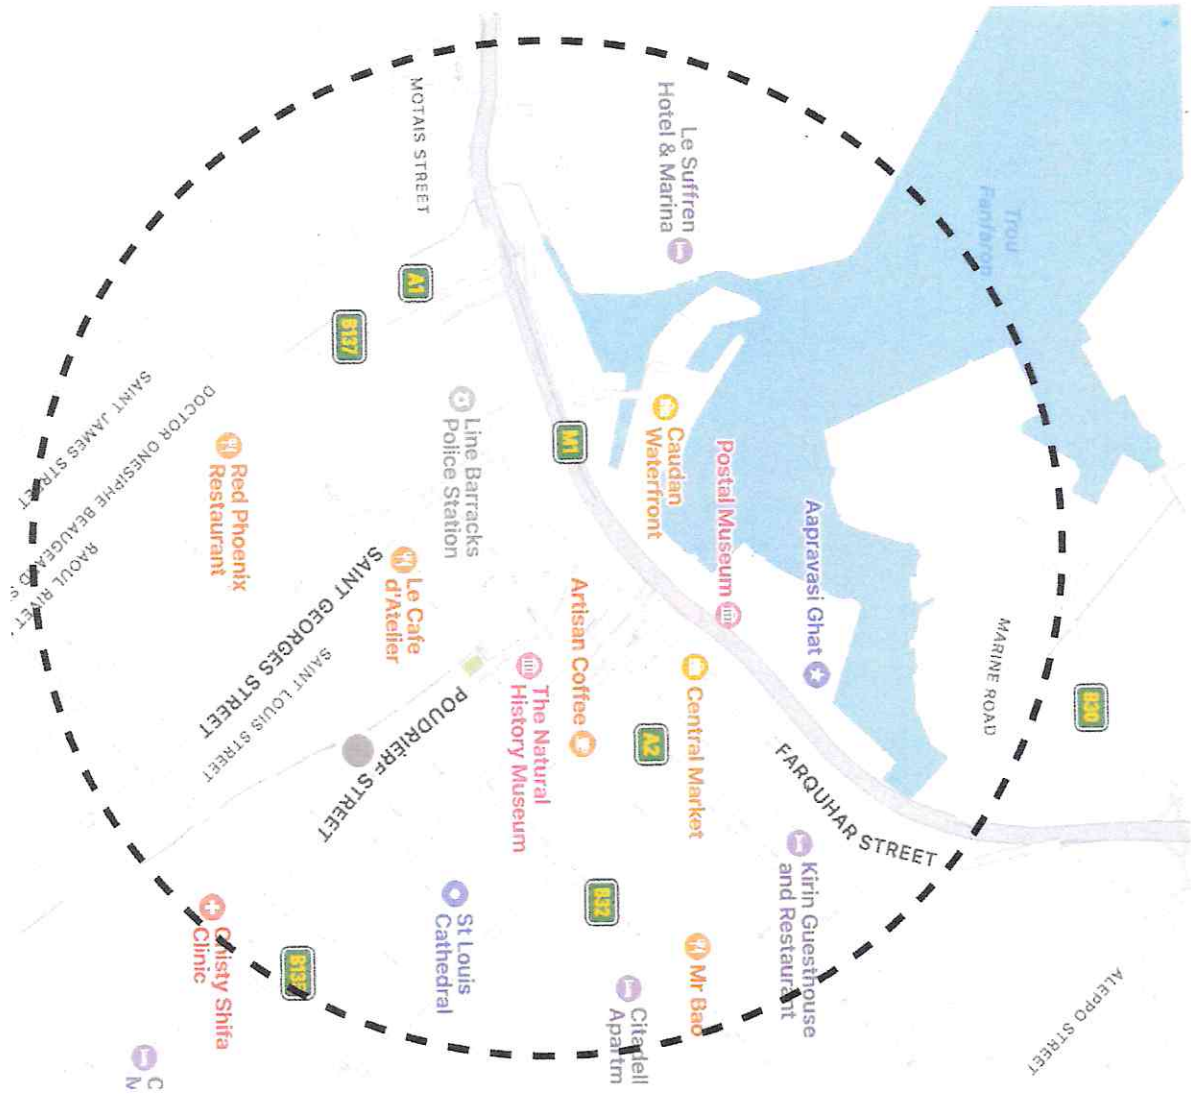 MOTAIS STREET
Le Suffren
Hotel & Marina
Trou
Fanfaron
A1
B137
SAINT JAMES STREET
DOCTOR ONESIPHE BEAUGEARD S
RAOUL RIVET
Red Phoenix
Restaurant
Line Barracks
Police Station
M1
Caudan
Waterfront
Postal Museum
Aapravasi Ghat
MARINE ROAD
B30
SAINT GEORGES STREET
SAINT LOUIS STREET
Le Cafe
d'Atelier
Artisan Coffee
The Natural
History Museum
POUDRIÈRE STREET
A2
Central Market
FARQUHAR STREET
Kirin Guesthouse
and Restaurant
B32
Mr Bao
St Louis
Cathedral
Citadell
Apartm
Chisty Shifa
Clinic
ALEPPO STREET
C
M